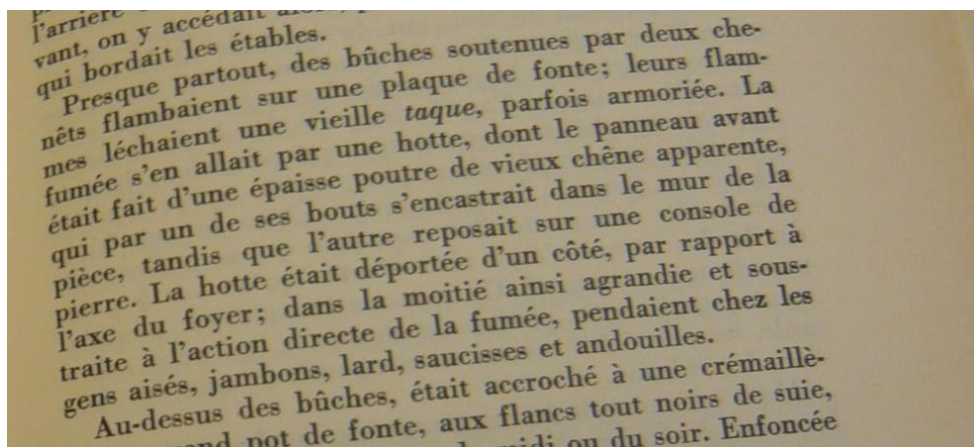 l'arrière
vant, on y accédait
qui bordait les étables.
Presque partout, des bûches soutenues par deux che-
nêts flambaient sur une plaque de fonte; leurs flam-
mes léchaient une vieille taque, parfois armoriée. La
fumée s'en allait par une hotte, dont le panneau avant
était fait d'une épaisse poutre de vieux chêne apparente,
qui par un de ses bouts s'encastrait dans le mur de la
pièce, tandis que l'autre reposait sur une console de
pierre. La hotte était déportée d'un côté, par rapport à
l'axe du foyer; dans la moitié ainsi agrandie et sous-
traite à l'action directe de la fumée, pendaient chez les
gens aisés, jambons, lard, saucisses et andouilles.
Au-dessus des bûches, était accroché à une crémaillè-
pot de fonte, aux flancs tout noirs de suie,
midi ou du soir. Enfoncée